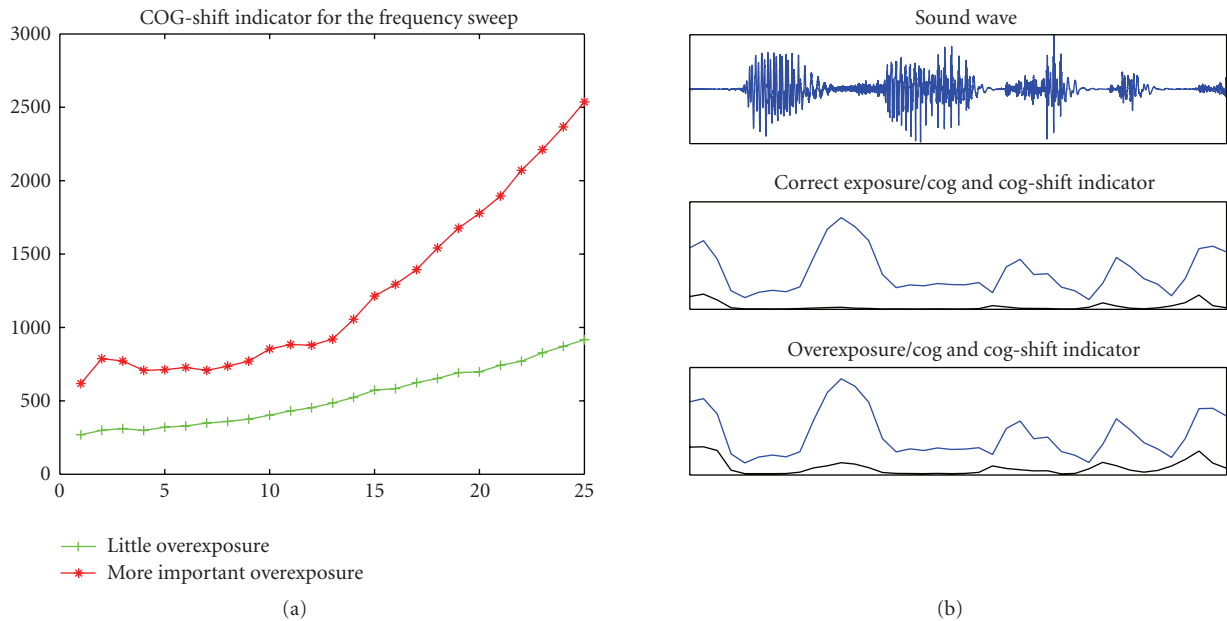 COG-shift indicator for the frequency sweep
3000
2500
2000
1500
1000
500
0
0 5 10 15 20 25
Little overexposure
More important overexposure
(a)
Sound wave
Correct exposure/cog and cog-shift indicator
Overexposure/cog and cog-shift indicator
(b)